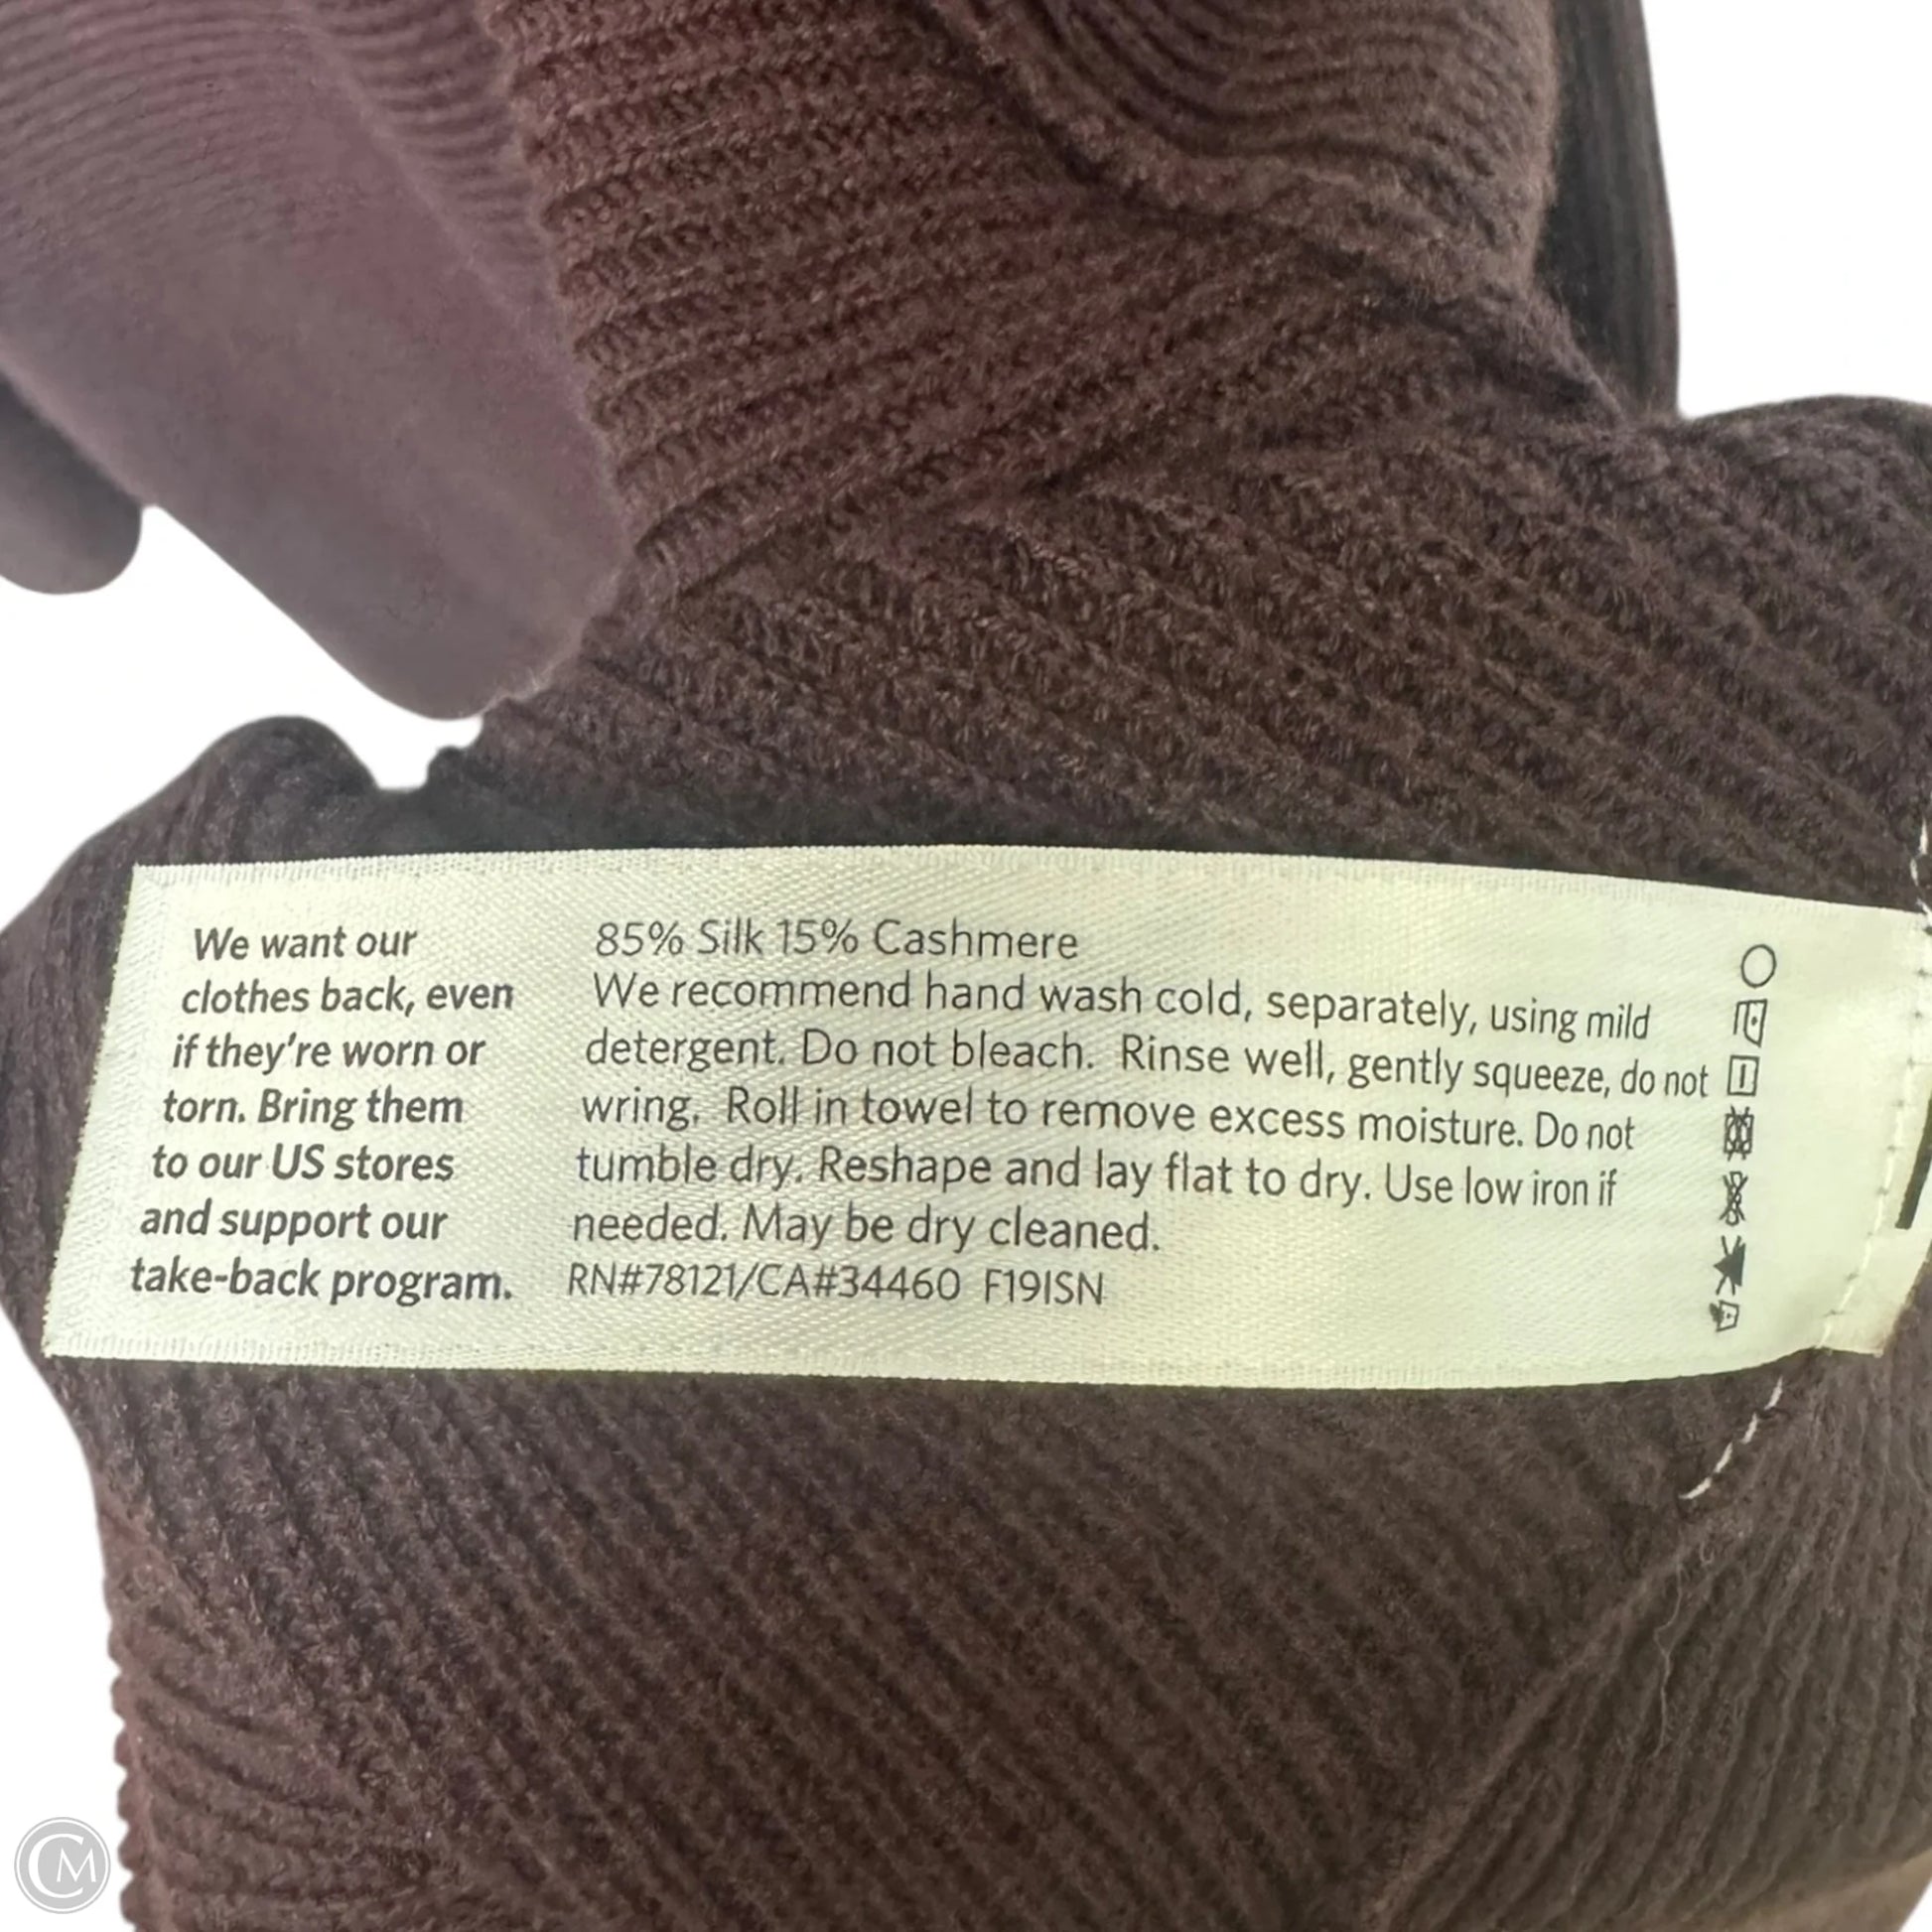 We want our
clothes back, even
if they're worn or
torn. Bring them
to our US stores
and support our
take-back program.
85% Silk 15% Cashmere
We recommend hand wash cold, separately, using mild
detergent. Do not bleach. Rinse well, gently squeeze, do not
wring. Roll in towel to remove excess moisture. Do not
tumble dry. Reshape and lay flat to dry. Use low iron if
needed. May be dry cleaned.
RN#78121/CA#34460 F19ISN
CM